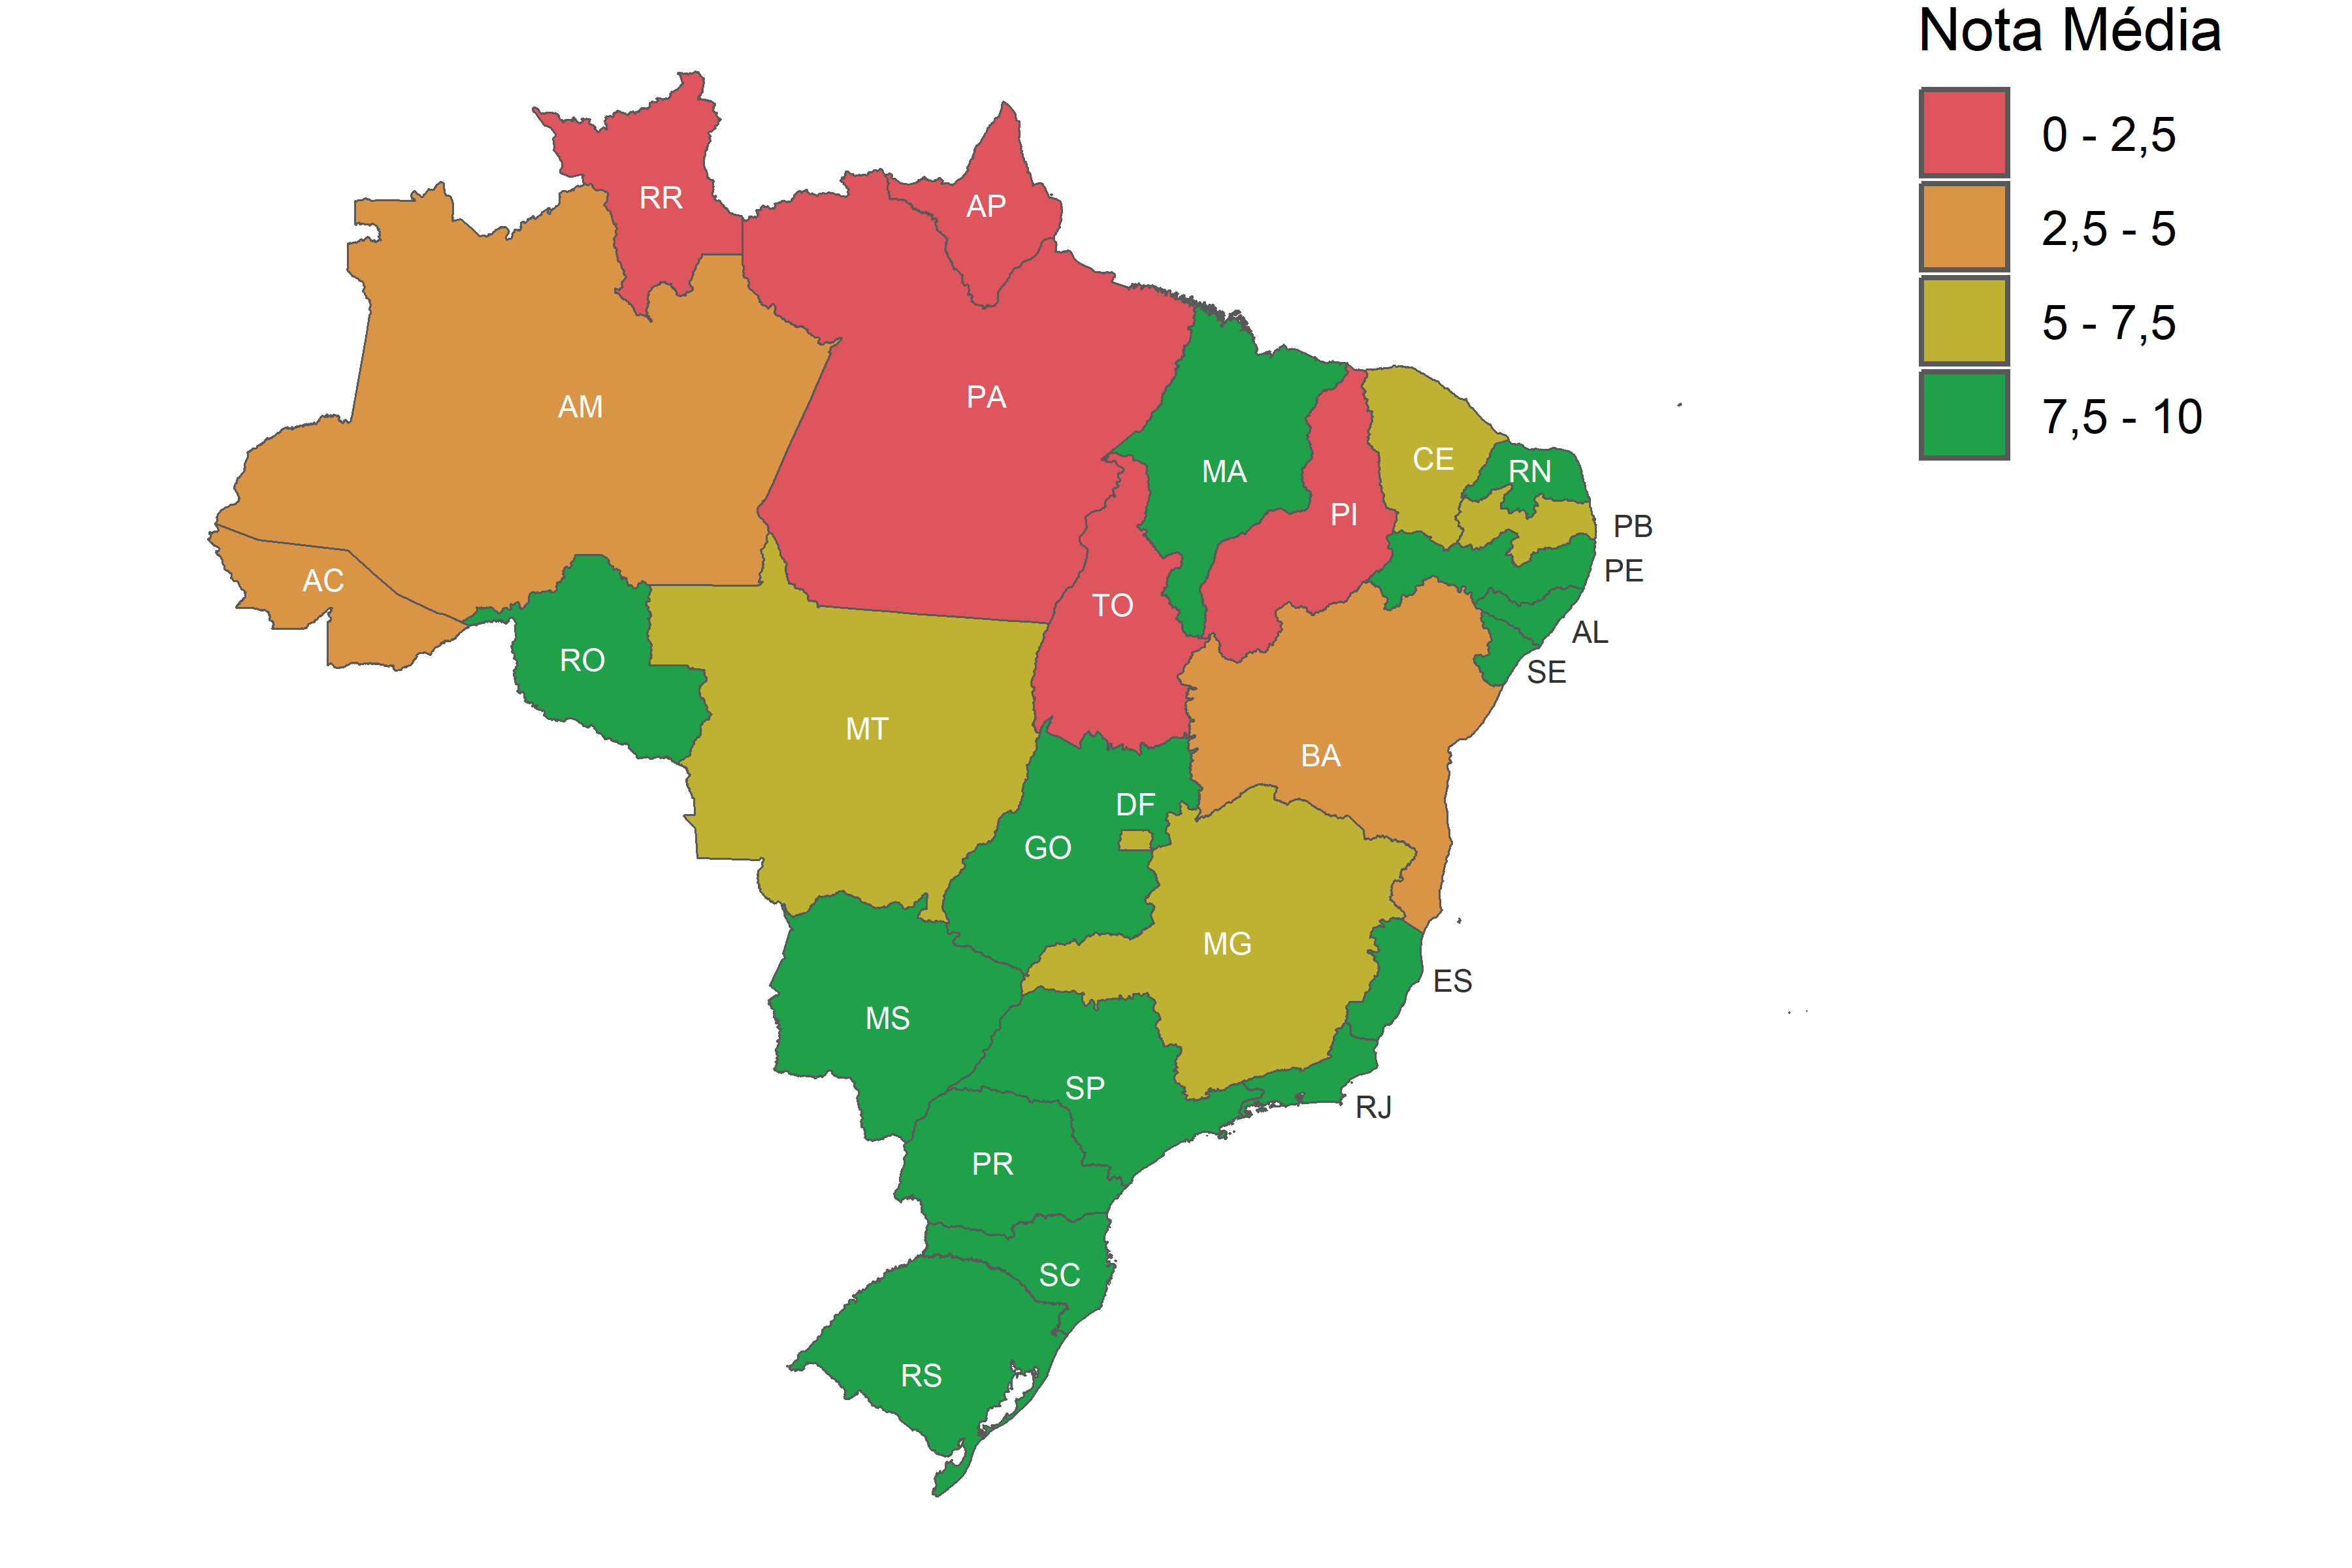 Nota Média
0 - 2,5
2,5 - 5
5 - 7,5
7,5 - 10
RR
AP
AM
PA
MA
CE
RN
PI
PB
PE
AC
TO
AL
RO
SE
MT
BA
DF
GO
MG
ES
MS
SP
RJ
PR
SC
RS